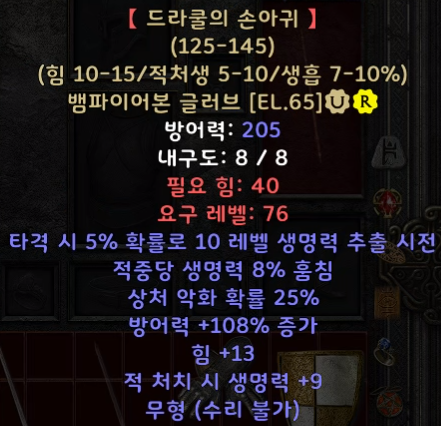 【 드라쿨의 손아귀 】
(125-145)
(힘 10-15/적처생 5-10/생흡 7-10%)
뱀파이어본 글러브 [EL.65] U R
방어력: 205
내구도: 8 / 8
필요 힘: 40
요구 레벨: 76
타격 시 5% 확률로 10 레벨 생명력 추출 시전
적중당 생명력 8% 훔침
상처 악화 확률 25%
방어력 +108% 증가
힘 +13
적 처치 시 생명력 +9
무형 (수리 불가)